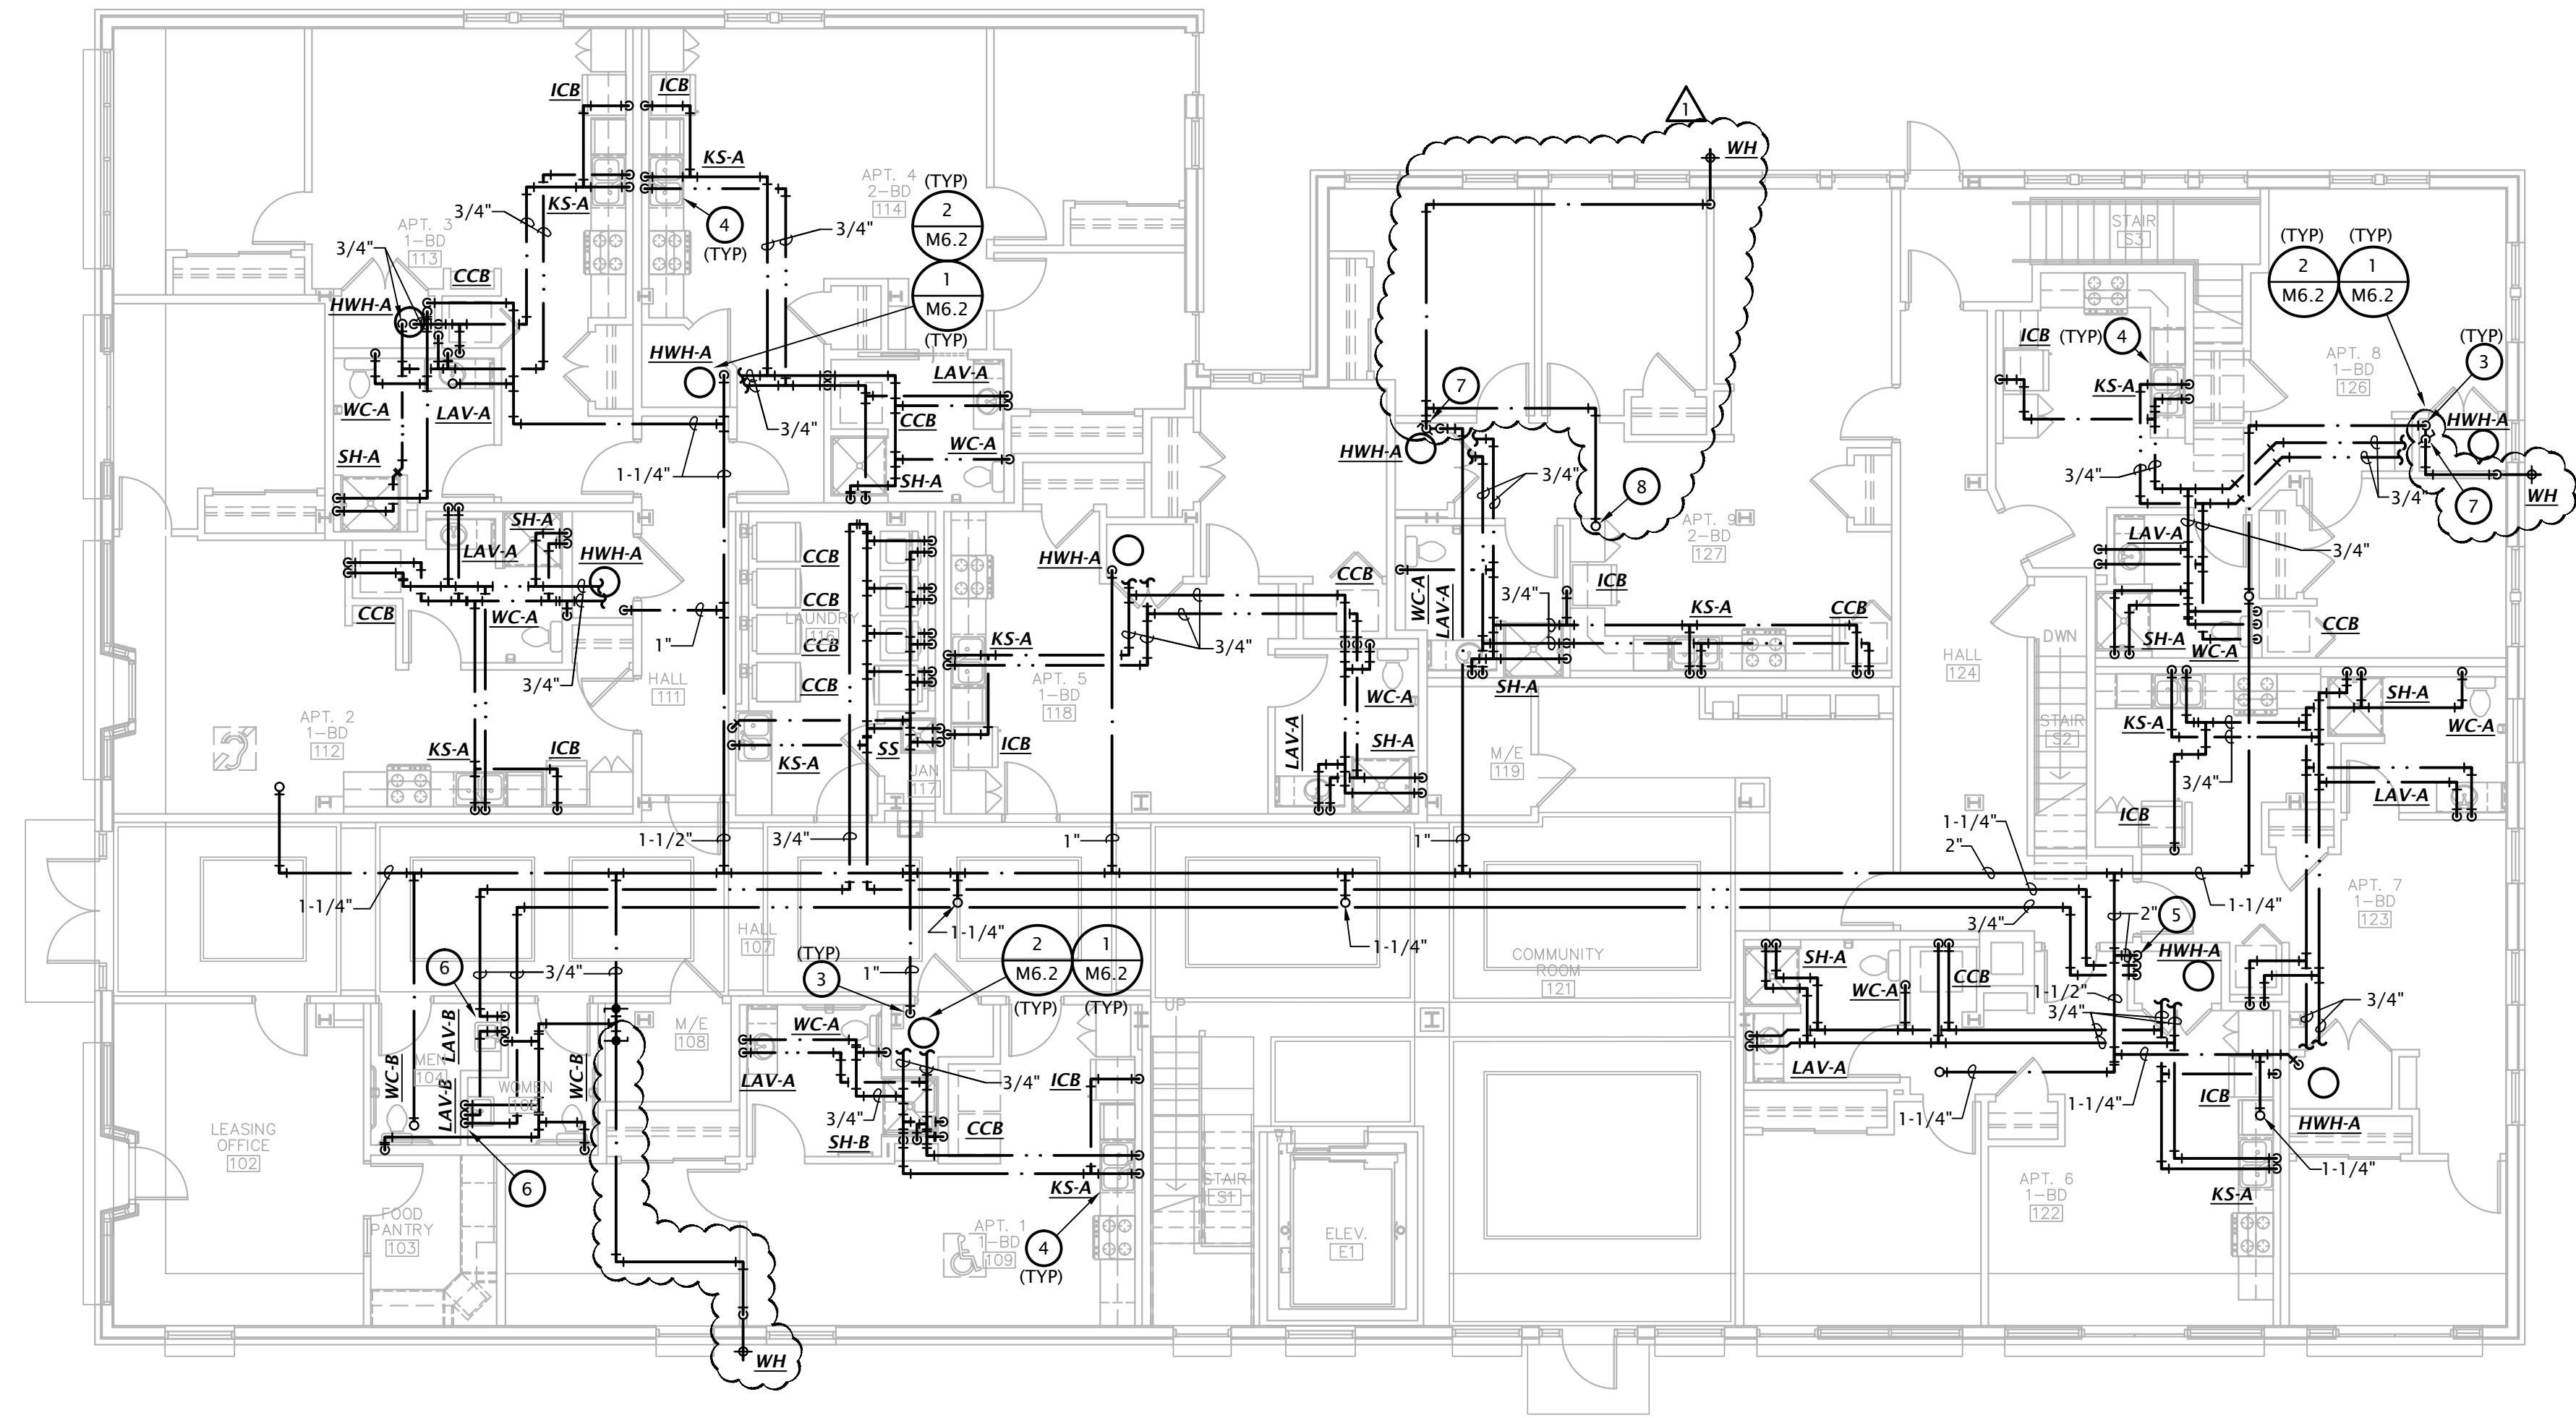 ICB
ICB
1
WH
KS-A
(TYP)
2
M6.2
1
M6.2
(TYP)
APT. 4
2-BD
114
KS-A
3/4"
4
(TYP)
3/4"
APT. 3
1-BD
113
3/4"
CCB
HWH-A
HWH-A
LAV-A
WC-A
LAV-A
3/4"
CCB
WC-A
SH-A
SH-A
1-1/4"
STAIR
S3
(TYP)
(TYP)
2
M6.2
1
M6.2
ICB
(TYP)
4
APT. 8
1-BD
126
(TYP)
3
KS-A
HWH-A
7
HWH-A
3/4"
8
APT. 9
2-BD
127
3/4"
3/4"
7
WH
SH-A
LAV-A
HWH-A
CCB
WC-A
1"
3/4"
CCB
CCB
LAUNDRY
116
CCB
CCB
HWH-A
KS-A
3/4"
APT. 5
1-BD
118
CCB
WC-A
LAV-A
3/4"
ICB
KS-A
CCB
SH-A
LAV-A
3/4"
SH-A
WC-A
CCB
HALL
124
DWN
STAIR
S2
HALL
111
APT. 2
1-BD
112
KS-A
ICB
KS-A
SS
JAN
117
ICB
WC-A
LAV-A
SH-A
M/E
119
KS-A
3/4"
SH-A
WC-A
LAV-A
ICB
1-1/2"
3/4"
1"
1"
1-1/4"
2"
1-1/4"
1-1/4"
1-1/4"
3/4"
2"
5
1-1/4"
APT. 7
1-BD
123
HALL
107
(TYP)
3
1"
2
M6.2
1
M6.2
(TYP)
(TYP)
COMMUNITY
ROOM
121
SH-A
WC-A
CCB
HWH-A
1-1/2"
3/4"
3/4"
6
3/4"
LAV-B
WC-B
MEN
104
LAV-B
WOMEN
WC-B
M/E
108
WC-A
LAV-A
3/4"
3/4"
SH-B
CCB
ICB
UP
LAV-A
1-1/4"
1-1/4"
ICB
HWH-A
1-1/4"
KS-A
LEASING
OFFICE
102
6
FOOD
PANTRY
103
APT. 1
1-BD
109
KS-A
4
(TYP)
STAIR
S1
ELEV.
E1
APT. 6
1-BD
122
WH